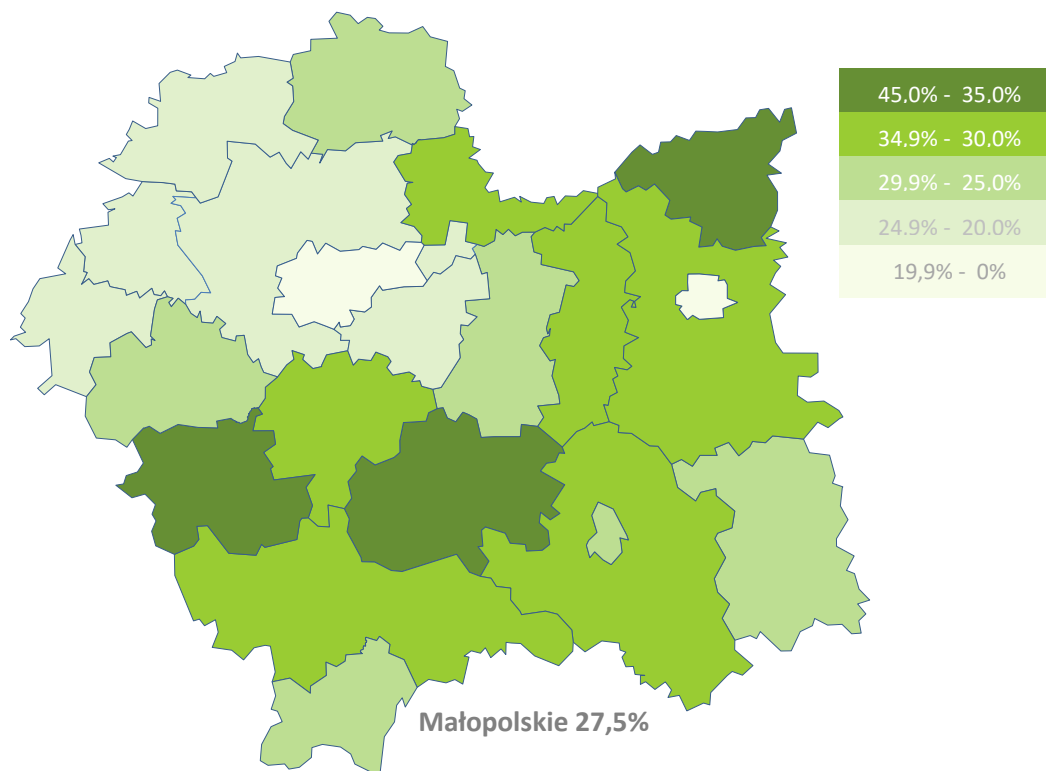 45,0% - 35.0%
34.9% - 30.0%
29.9% - 25.0%
24.9% - 20.0%
19,9% - 0%
Małopolskie 27,5%